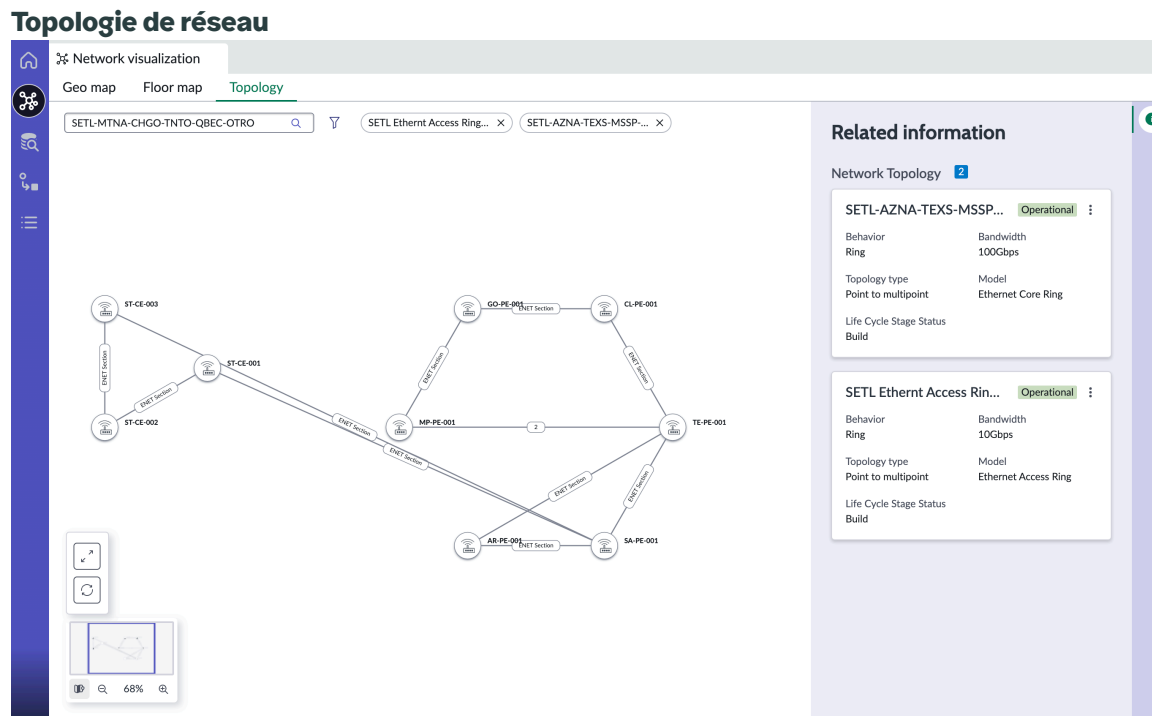 Topologie de réseau
Network visualization
Geo map Floor map Topology
SETL-MTNA-CHGO-TNTO-QBEC-OTRO
SETL Ethernt Access Ring...
SETL-AZNA-TEXS-MSSP-...
ST-CE-003
ST-CE-001
ST-CE-002
ENET Section
ENET Section
ENET Section
ENET Section
GO-PE-001
ENET Section
CL-PE-001
ENET Section
ENET Section
MP-PE-001
2
TE-PE-001
ENET Section
ENET Section
AR-PE-001
ENET Section
SA-PE-001
68%
Related information
Network Topology 2
SETL-AZNA-TEXS-MSSP... Operational
Behavior Bandwidth
Ring 100Gbps
Topology type Model
Point to multipoint Ethernet Core Ring
Life Cycle Stage Status
Build
SETL Ethernt Access Rin... Operational
Behavior Bandwidth
Ring 10Gbps
Topology type Model
Point to multipoint Ethernet Access Ring
Life Cycle Stage Status
Build